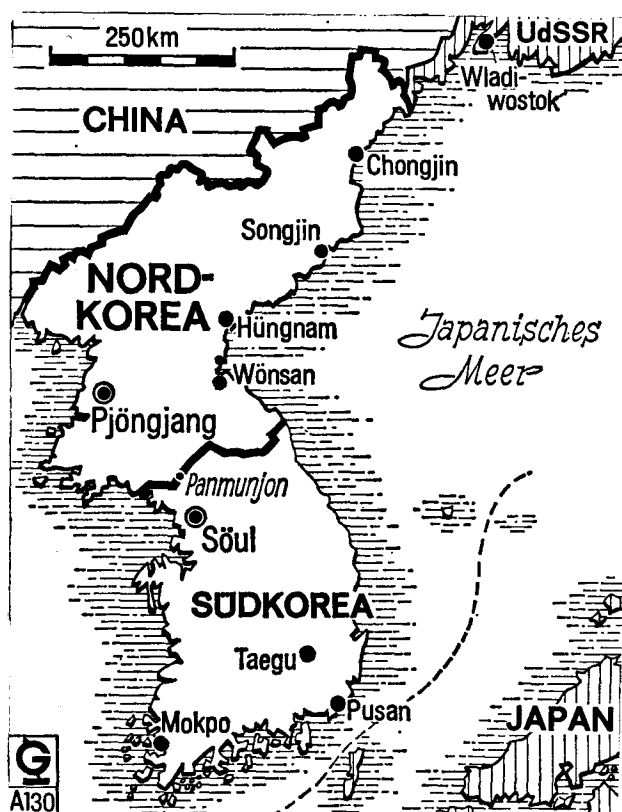 250km
UdSSR
Wladi-
wostok
CHINA
Chongjin
Songjin
NORD-
KOREA
Hüngnam
Japanisches
Meer
Wönsan
Pjöngjang
Panmunjon
Söul
SÜDKOREA
Taegu
Pusan
Mokpo
JAPAN
G
A130